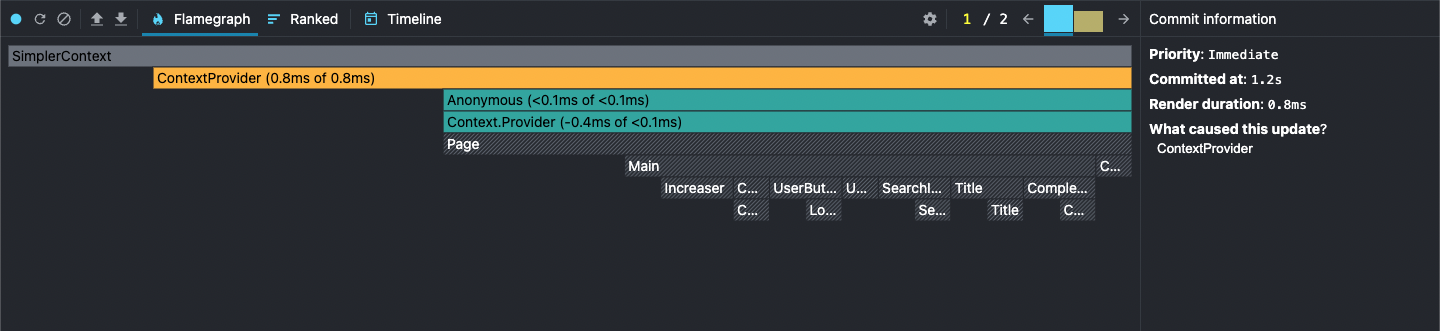 Flamegraph Ranked Timeline 1 / 2 Commit information
SimplerContext
ContextProvider (0.8ms of 0.8ms)
Anonymous (<0.1ms of <0.1ms)
Context.Provider (-0.4ms of <0.1ms)
Page
Main C...
Increaser C... UserBut... U... SearchI... Title Comple...
C... Lo... Se... Title C...
Priority: Immediate
Committed at: 1.2s
Render duration: 0.8ms
What caused this update?
ContextProvider